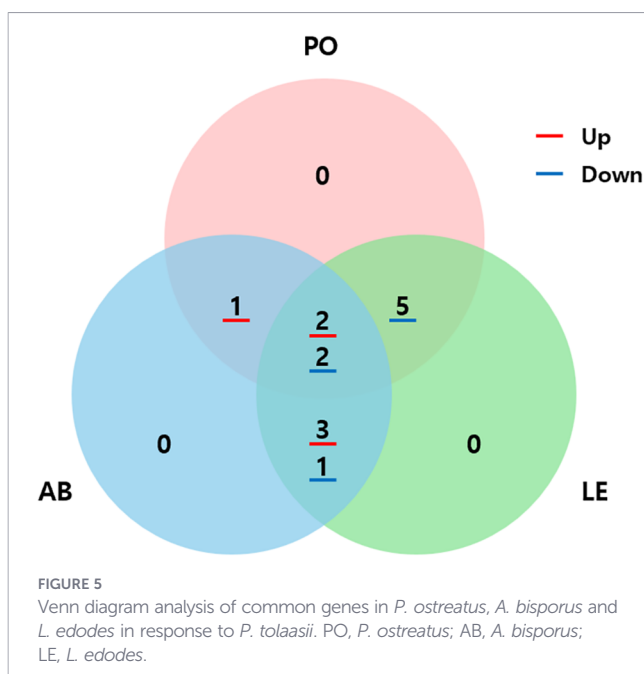 PO
Up
Down
0
1
5
2
2
3
1
0
0
AB
LE
FIGURE 5
Venn diagram analysis of common genes in P. ostreatus, A. bisporus and
L. edodes in response to P. tolaasii. PO, P. ostreatus; AB, A. bisporus;
LE, L. edodes.